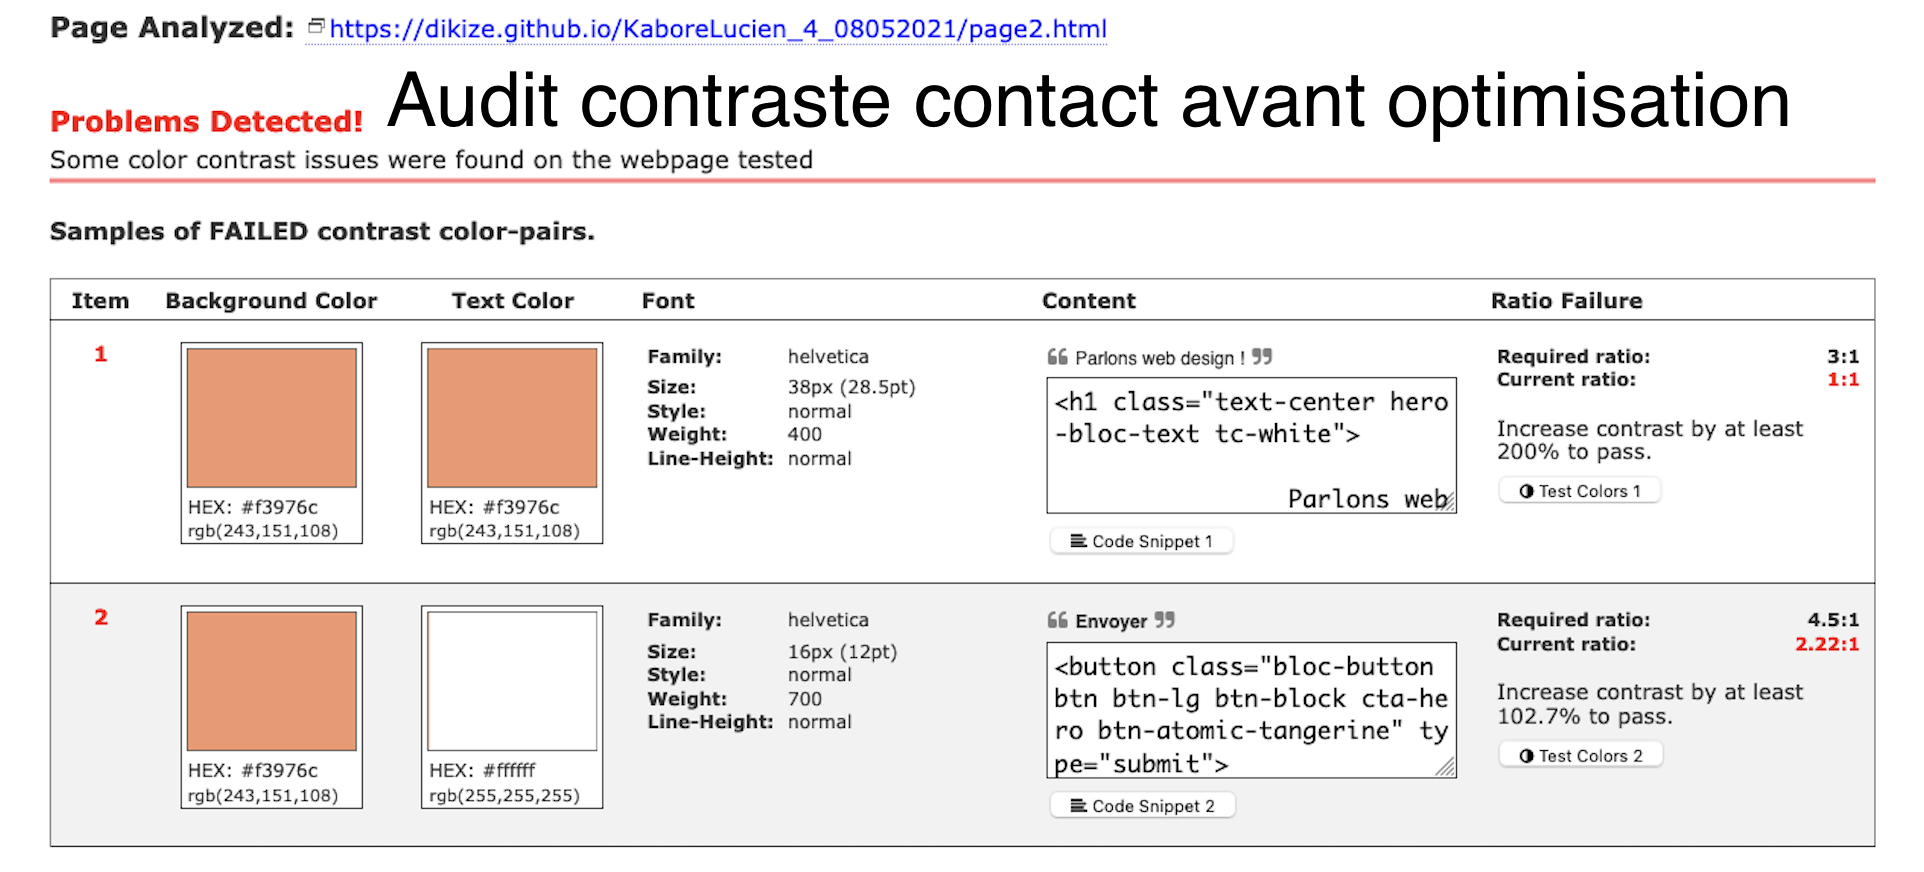 Page Analyzed: https://dikize.github.io/KaboreLucien_4_08052021/page2.html
Problems Detected! Audit contraste contact avant optimisation
Some color contrast issues were found on the webpage tested
Samples of FAILED contrast color-pairs.
Item Background Color Text Color Font Content Ratio Failure
1
HEX: #f3976c
rgb(243,151,108)
HEX: #f3976c
rgb(243,151,108)
Family: helvetica
Size: 38px (28.5pt)
Style: normal
Weight: 400
Line-Height: normal
❝ Parlons web design ! ❞
<h1 class="text-center hero
-bloc-text tc-white">
Parlons web
Code Snippet 1
Required ratio: 3:1
Current ratio: 1:1
Increase contrast by at least
200% to pass.
Test Colors 1
2
HEX: #f3976c
rgb(243,151,108)
HEX: #ffffff
rgb(255,255,255)
Family: helvetica
Size: 16px (12pt)
Style: normal
Weight: 700
Line-Height: normal
❝ Envoyer ❞
<button class="bloc-button
btn btn-lg btn-block cta-he
ro btn-atomic-tangerine" ty
pe="submit">
Code Snippet 2
Required ratio: 4.5:1
Current ratio: 2.22:1
Increase contrast by at least
102.7% to pass.
Test Colors 2